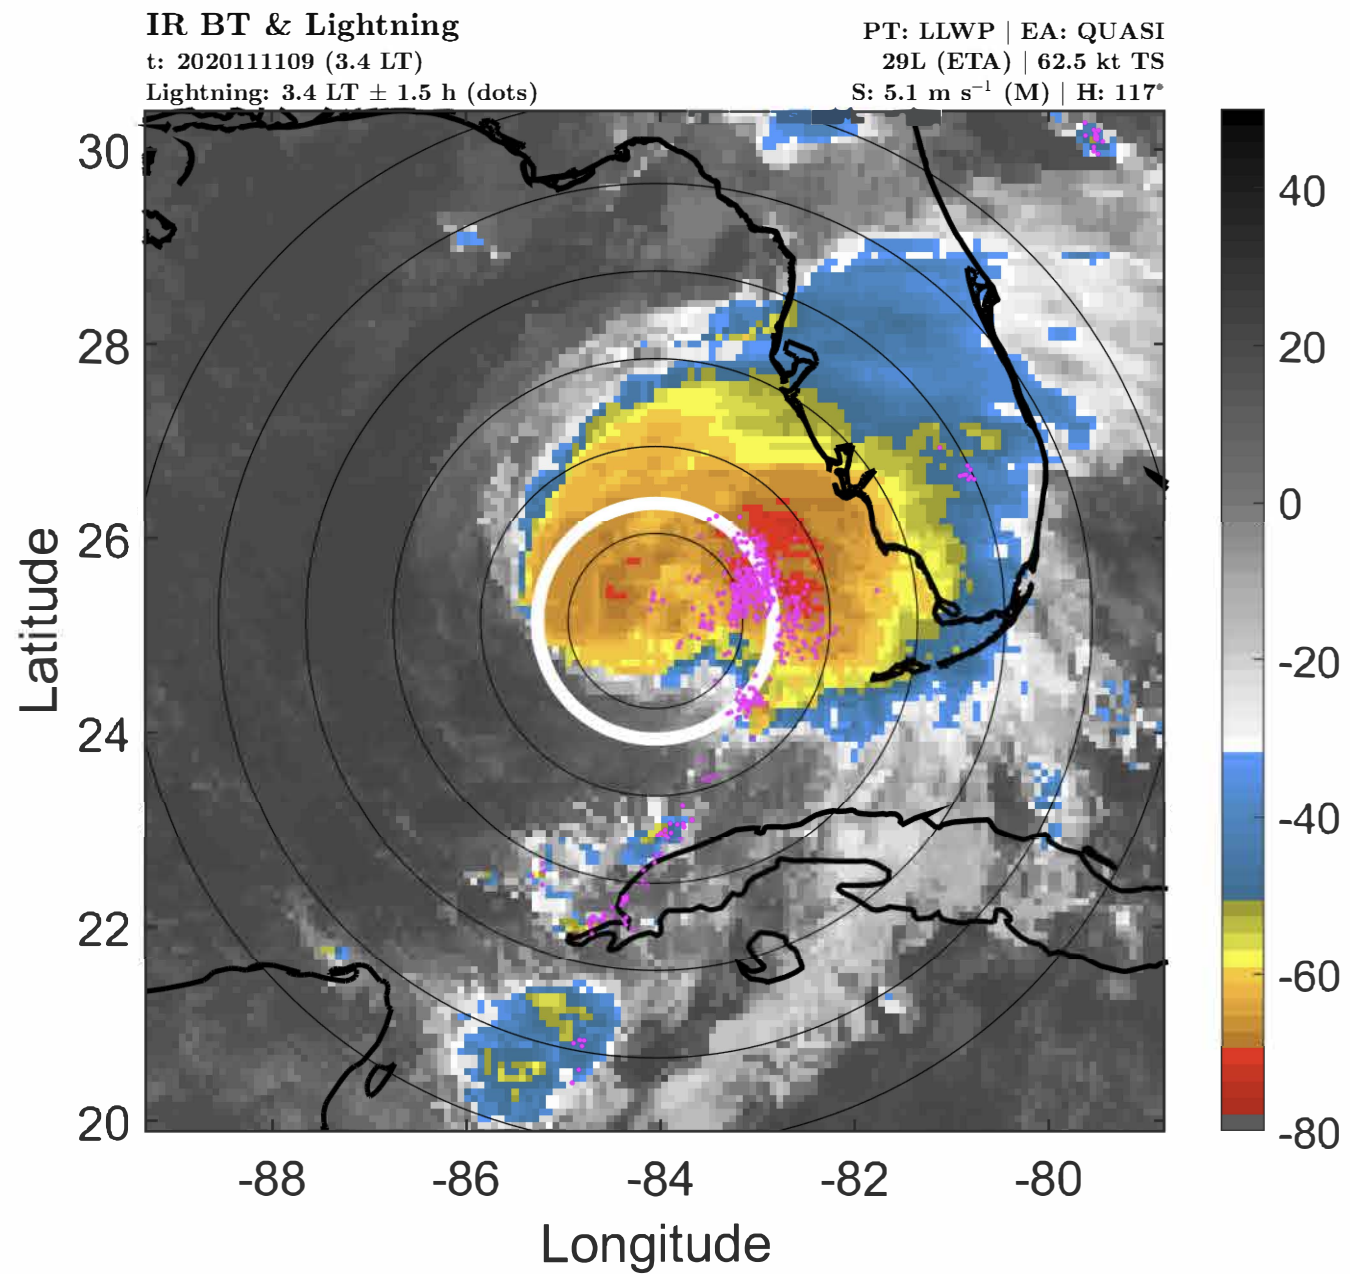 IR BT & Lightning
t: 2020111109 (3.4 LT)
Lightning: 3.4 LT ± 1.5 h (dots)
PT: LLWP | EA: QUASI
29L (ETA) | 62.5 kt TS
S: 5.1 m s⁻¹ (M) | H: 117°
30
28
26
24
22
20
Latitude
-88
-86
-84
-82
-80
Longitude
40
20
0
-20
-40
-60
-80